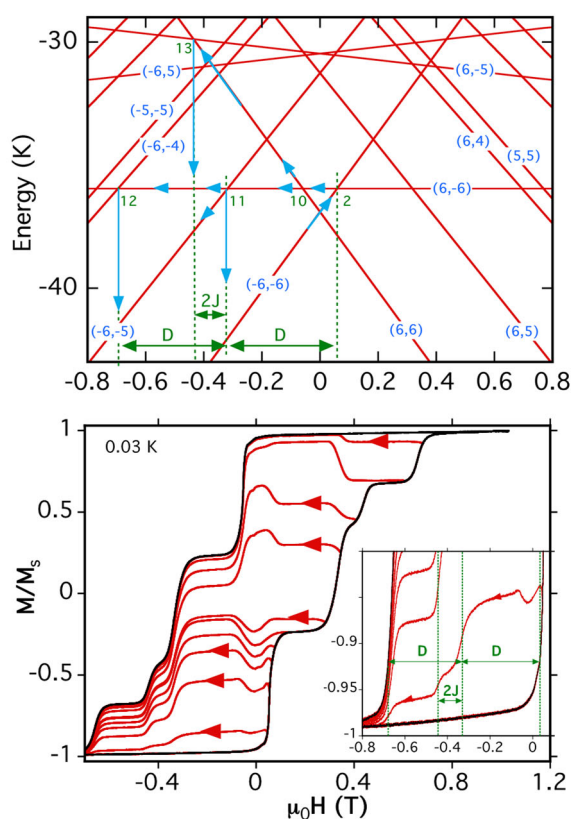 -30
-40
Energy (K)
13
(-6,5)
(-5,-5)
(-6,-4)
(6,-5)
(6,4)
(5,5)
12
11
10
2
(6,-6)
(-6,-6)
(-6,-5)
2J
D
D
(6,6)
(6,5)
-0.8 -0.6 -0.4 -0.2 0 0.2 0.4 0.6 0.8
0.03 K
1
0.5
0
-0.5
-1
M/Ms
-0.4 0 0.4 0.8 1.2
μ0H (T)
-0.9
-0.95
-1
D
D
2J
-0.8 -0.6 -0.4 -0.2 0